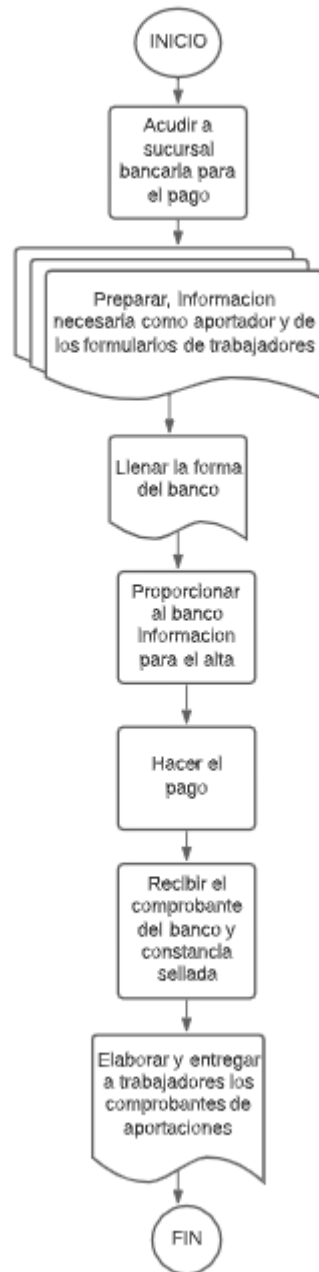 INICIO
Acudir a
sucursal
bancaria para
el pago
Preparar, Informacion
necesaria como aportador y de
los formularios de trabajadores
Llenar la forma
del banco
Proporcionar
al banco
Informacion
para el alta
Hacer el
pago
Recibir el
comprobante
del banco y
constancia
sellada
Elaborar y entregar
a trabajadores los
comprobantes de
aportaciones
FIN